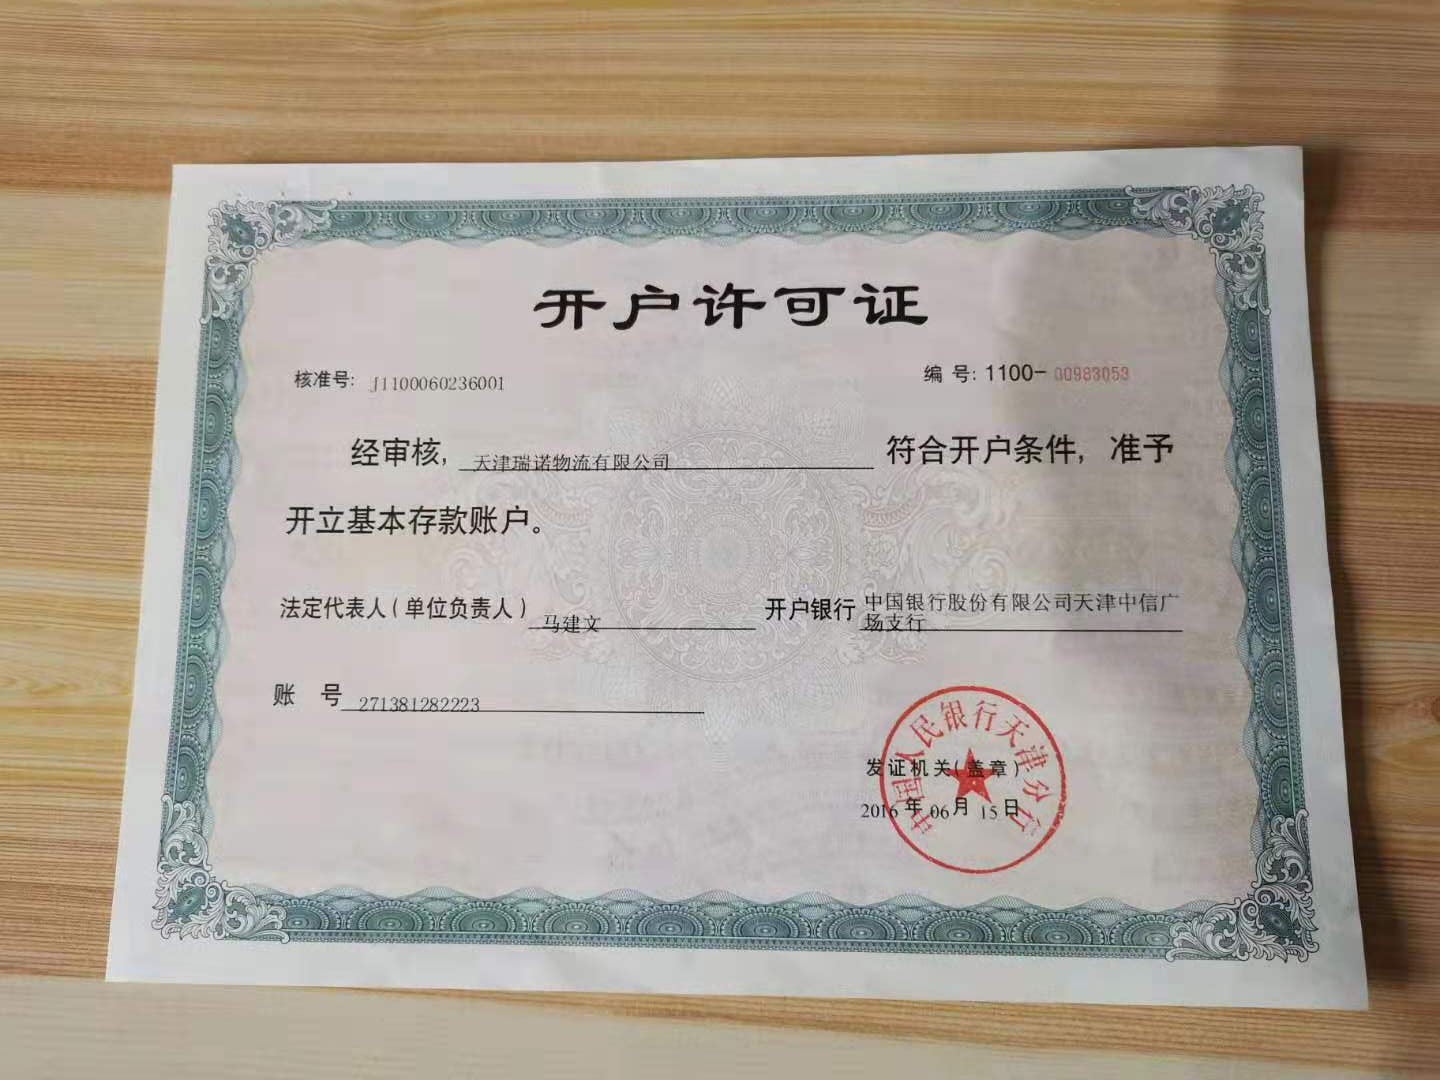 开户许可证
核准号: J1100060236001
编 号: 1100-00983053
经审核, 天津瑞诺物流有限公司 符合开户条件, 准予
开立基本存款账户。
法定代表人(单位负责人) 马建文
开户银行 中国银行股份有限公司天津中信广
场支行
账 号 271381282223
中国人民银行天津分行
发证机关(盖章)
2016 年 06 月 15 日